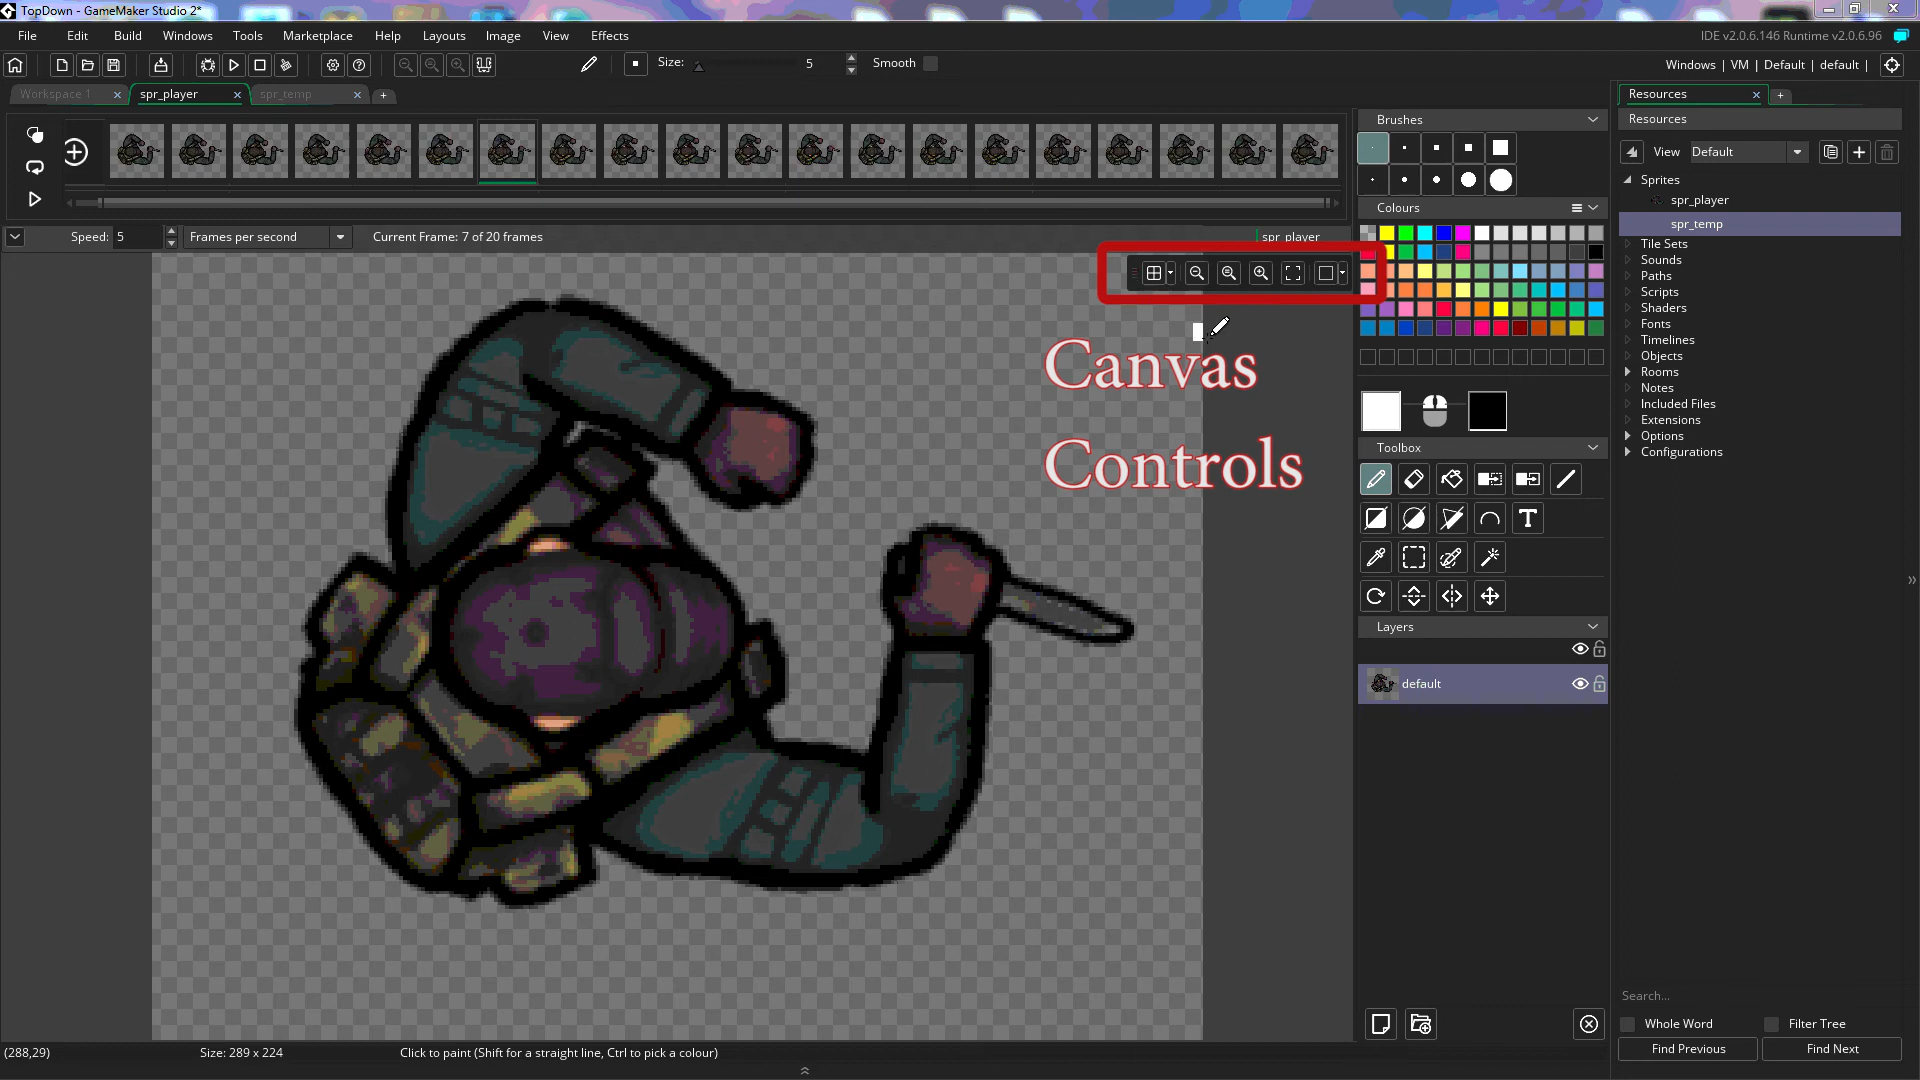 TopDown - GameMaker Studio 2*
File Edit Build Windows Tools Marketplace Help Layouts Image View Effects
IDE v2.0.6.146 Runtime v2.0.6.96
Size: 5 Smooth
Windows | VM | Default | default |
Workspace 1 spr_player spr_temp
Resources
Resources
View Default
Sprites
spr_player
spr_temp
Tile Sets
Sounds
Paths
Scripts
Shaders
Fonts
Timelines
Objects
Rooms
Notes
Included Files
Extensions
Options
Configurations
Brushes
Colours
Speed: 5 Frames per second Current Frame: 7 of 20 frames
spr_player
Canvas
Controls
Toolbox
T
Layers
default
Search...
Whole Word Filter Tree
Find Previous Find Next
(288,29) Size: 289 x 224 Click to paint (Shift for a straight line, Ctrl to pick a colour)